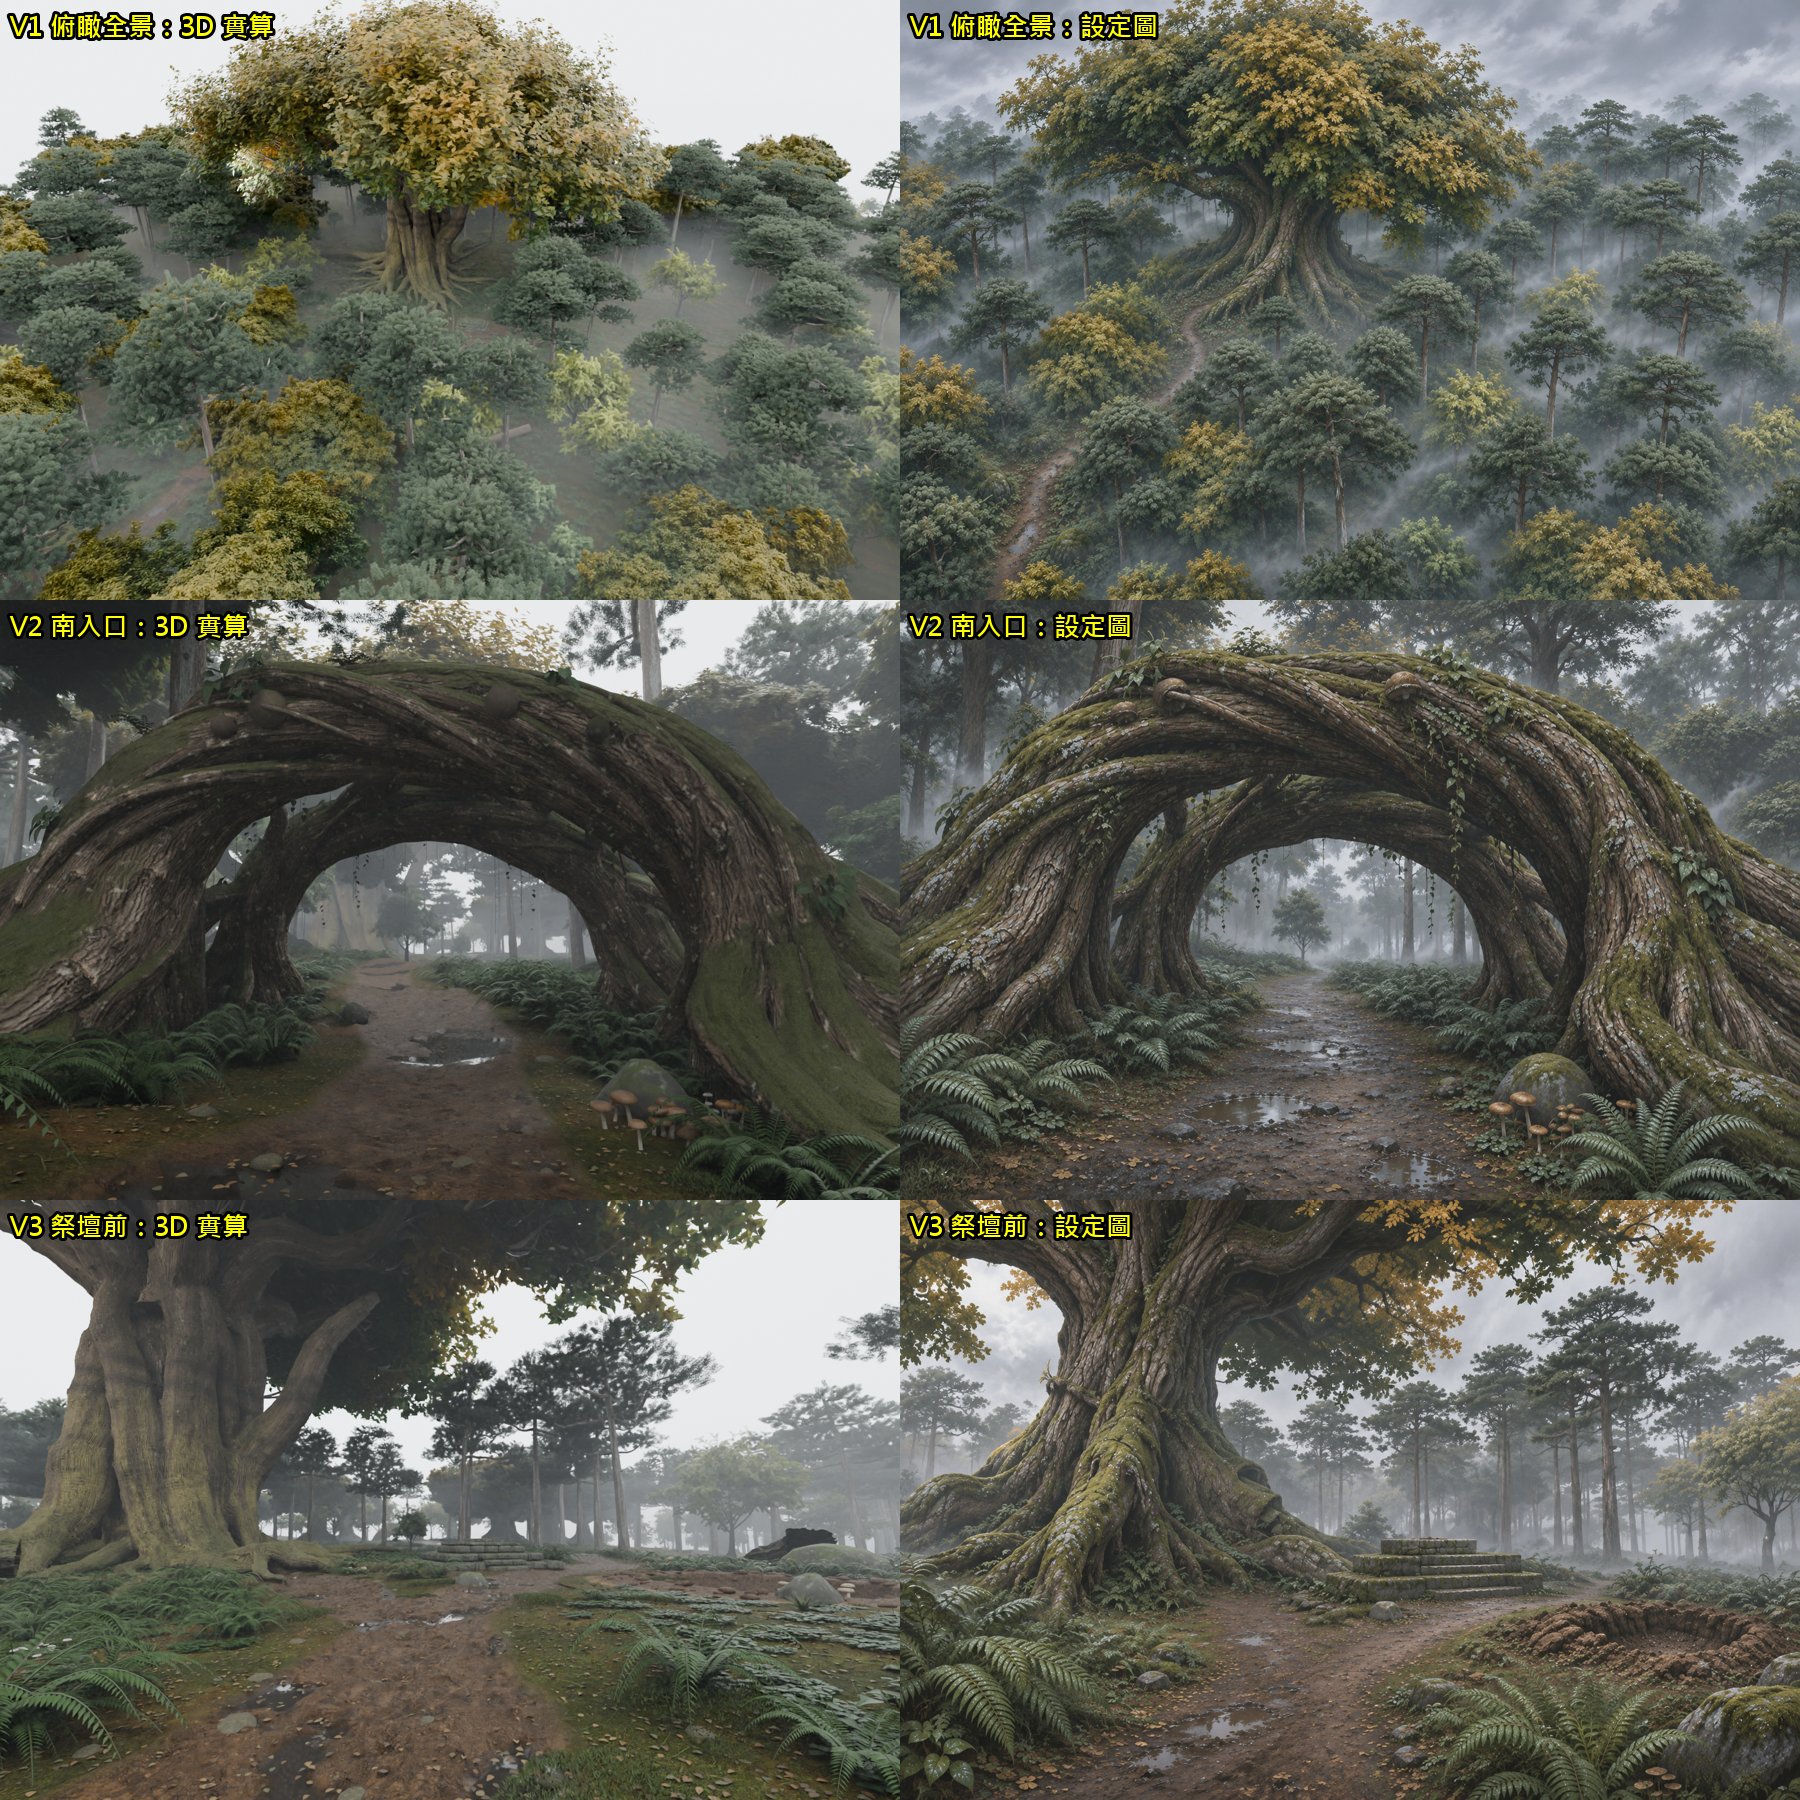 V1 俯瞰全景：3D 實算
V1 俯瞰全景：設定圖
V2 南入口：3D 實算
V2 南入口：設定圖
V3 祭壇前：3D 實算
V3 祭壇前：設定圖